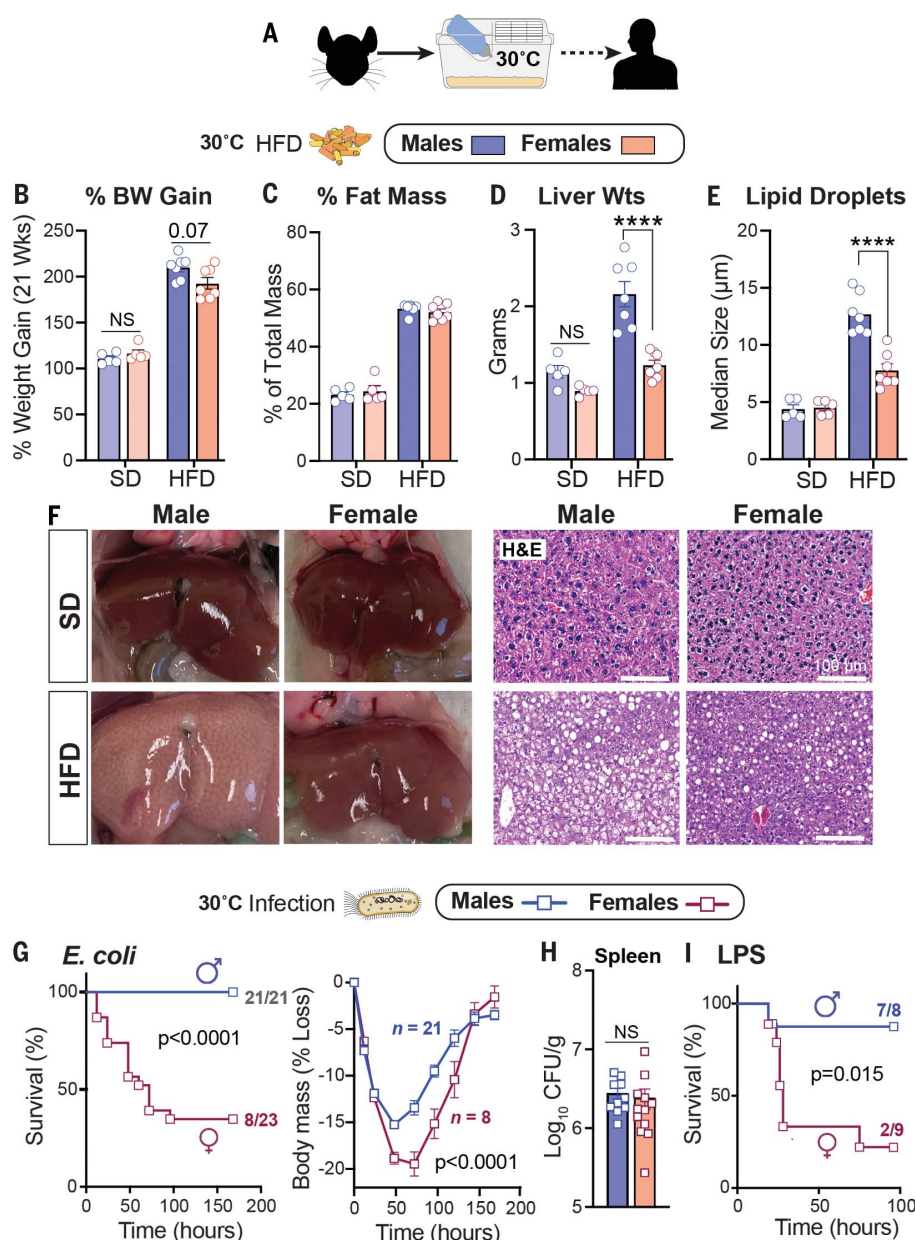 A
30°C
30°C HFD Males Females
B % BW Gain
% Weight Gain (21 Wks)
250
200
150
100
50
0
NS
0.07
SD HFD
C % Fat Mass
% of Total Mass
80
60
40
20
0
SD HFD
D Liver Wts
Grams
3
2
1
0
NS
****
SD HFD
E Lipid Droplets
Median Size (µm)
20
15
10
5
0
****
SD HFD
F Male Female Male Female
SD
H&E
100 µm
HFD
30°C Infection Males Females
G E. coli
Survival (%)
100
50
0
21/21
p<0.0001
8/23
0 50 100 150 200
Time (hours)
Body mass (% Loss)
0
-5
-10
-15
-20
n = 21
n = 8
p<0.0001
0 50 100 150 200
Time (hours)
H Spleen
Log10 CFU/g
8
7
6
5
NS
I LPS
Survival (%)
100
50
0
7/8
p=0.015
2/9
0 50 100
Time (hours)